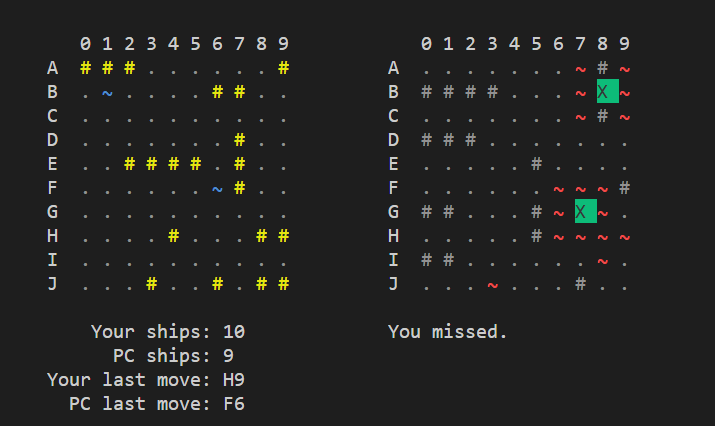 0 1 2 3 4 5 6 7 8 9 0 1 2 3 4 5 6 7 8 9
A # # # . . . . . . # A . . . . . . . ~ # ~
B . ~ . . . . # # . . B # # # # . . . ~ X ~
C . . . . . . . . . . C . . . . . . . ~ # ~
D . . . . . . . # . . D # # # . . . . . . .
E . . # # # # . # . . E . . . . . # . . . .
F . . . . . . ~ # . . F . . . . . . ~ ~ ~ #
G . . . . . . . . . . G # # . . . # ~ X ~ .
H . . . . # . . . # # H . . . . . # ~ ~ ~ ~
I . . . . . . . . . . I # # . . . . . . ~ .
J . . . # . . # . # # J . . . ~ . . . # . .
Your ships: 10 You missed.
PC ships: 9
Your last move: H9
PC last move: F6